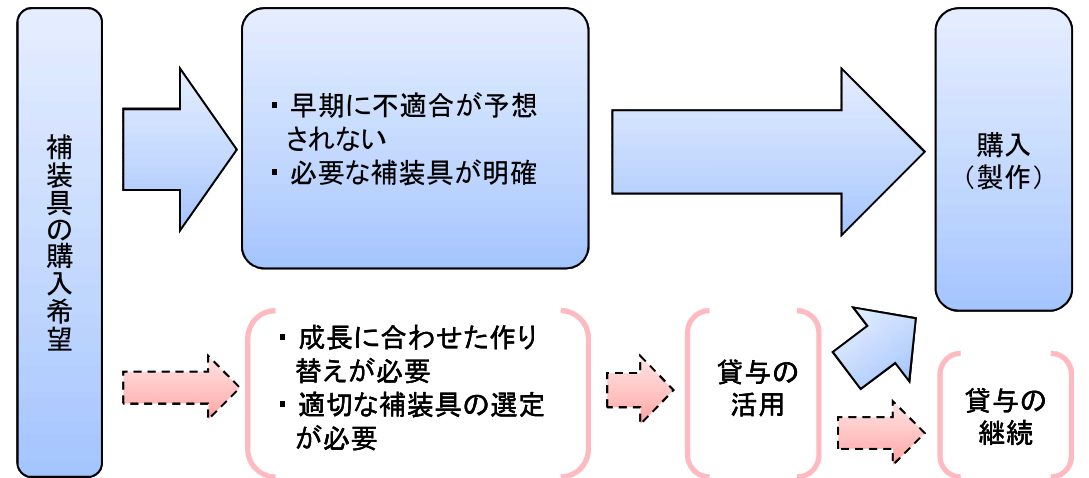 補装具の購入希望
・早期に不適合が予想
されない
・必要な補装具が明確
購入
（製作）
・成長に合わせた作り
替えが必要
・適切な補装具の選定
が必要
貸与の
活用
貸与の
継続